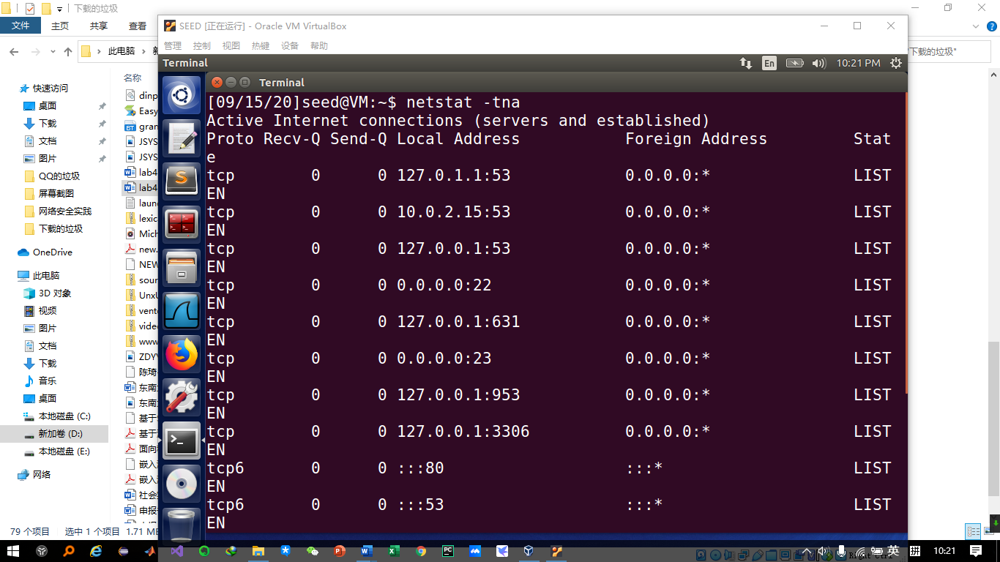 下载的垃圾
文件
主页
共享
查看
此电脑
"下载的垃圾"
快速访问
桌面
下载
文档
图片
QQ的垃圾
屏幕截图
网络安全实践
下载的垃圾
OneDrive
此电脑
3D 对象
视频
图片
文档
下载
音乐
桌面
本地磁盘 (C:)
新加卷 (D:)
本地磁盘 (E:)
网络
名称
dinp
Easy
gran
JSYS
JSYS
lab4
lab4
laun
lexic
Mich
new.
NEW
sour
UnxU
vent
video
www
ZDYV
陈琦
东南
东南
基于
基于
面向
嵌入
嵌入
社会
申报
79 个项目
选中 1 个项目
1.71 ME
SEED [正在运行] - Oracle VM VirtualBox
管理
控制
视图
热键
设备
帮助
Terminal
En
10:21 PM
Terminal
[09/15/20]seed@VM:~$ netstat -tna
Active Internet connections (servers and established)
Proto Recv-Q Send-Q Local Address           Foreign Address         Stat
e
tcp        0      0 127.0.1.1:53            0.0.0.0:*               LIST
EN
tcp        0      0 10.0.2.15:53            0.0.0.0:*               LIST
EN
tcp        0      0 127.0.0.1:53            0.0.0.0:*               LIST
EN
tcp        0      0 0.0.0.0:22              0.0.0.0:*               LIST
EN
tcp        0      0 127.0.0.1:631           0.0.0.0:*               LIST
EN
tcp        0      0 0.0.0.0:23              0.0.0.0:*               LIST
EN
tcp        0      0 127.0.0.1:953           0.0.0.0:*               LIST
EN
tcp        0      0 127.0.0.1:3306          0.0.0.0:*               LIST
EN
tcp6       0      0 :::80                   :::*                    LIST
EN
tcp6       0      0 :::53                   :::*                    LIST
EN
Right Ctrl
英
拼
10:21